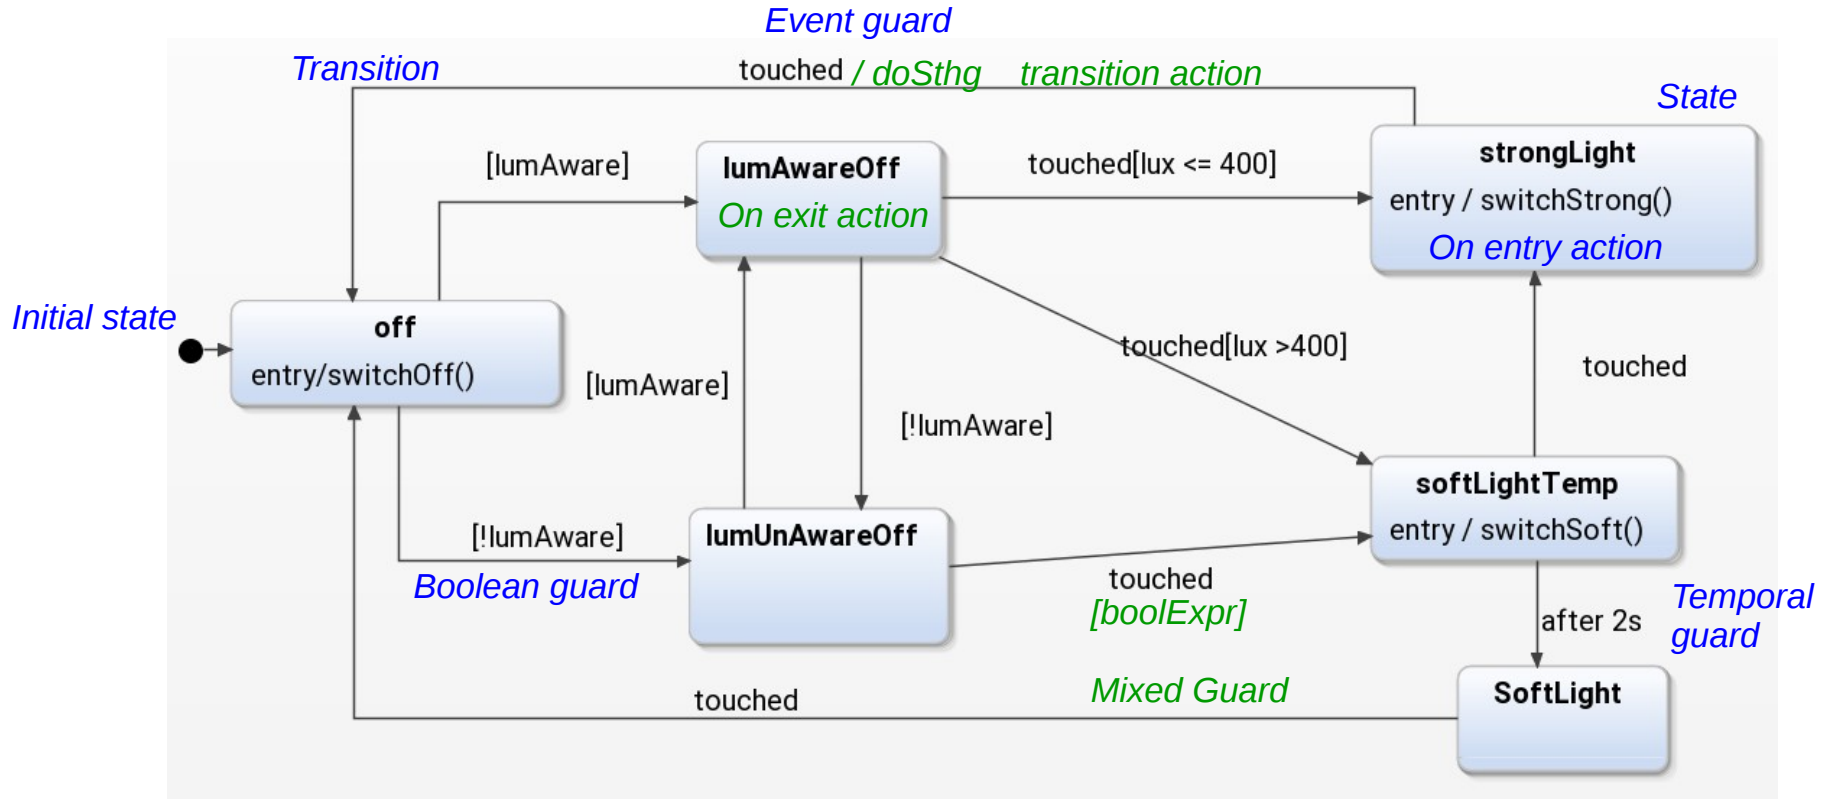 Event guard
Transition
touched / doSthg transition action
State
[lumAware]
lumAwareOff
On exit action
touched[lux <= 400]
strongLight
entry / switchStrong()
On entry action
Initial state
off
entry/switchOff()
[lumAware]
[!lumAware]
touched[lux >400]
touched
softLightTemp
entry / switchSoft()
[!lumAware]
Boolean guard
lumUnAwareOff
touched
[boolExpr]
Mixed Guard
after 2s
Temporal
guard
touched
SoftLight